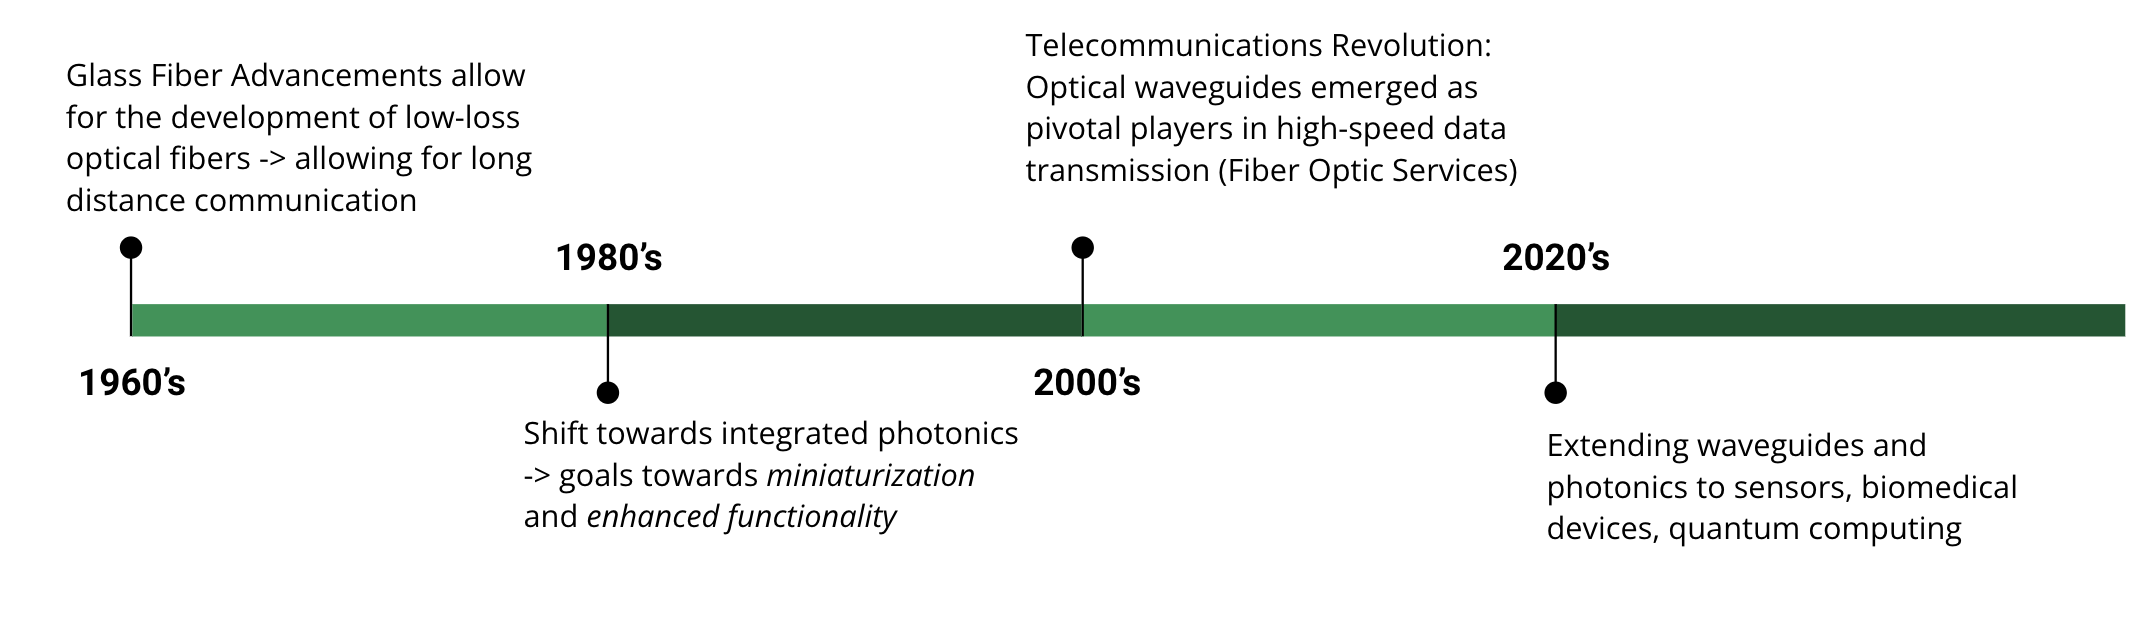 Glass Fiber Advancements allow
for the development of low-loss
optical fibers -> allowing for long
distance communication
1960’s
1980’s
Shift towards integrated photonics
-> goals towards miniaturization
and enhanced functionality
Telecommunications Revolution:
Optical waveguides emerged as
pivotal players in high-speed data
transmission (Fiber Optic Services)
2000’s
2020’s
Extending waveguides and
photonics to sensors, biomedical
devices, quantum computing